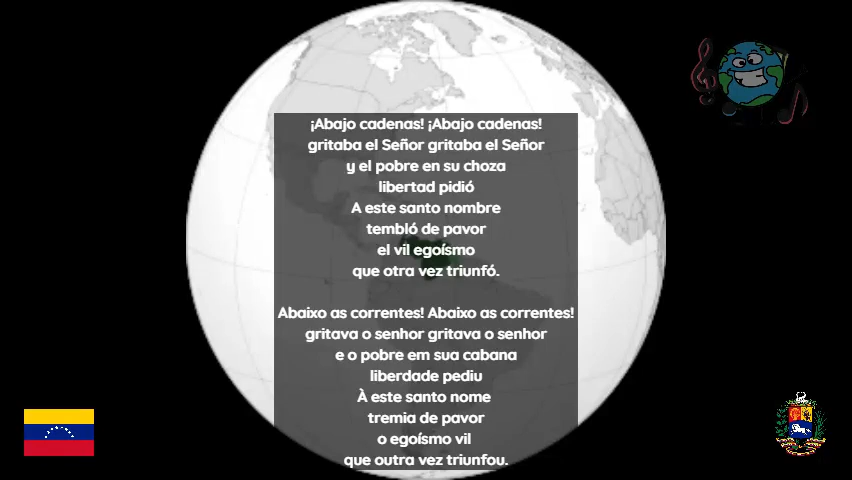 ¡Abajo cadenas! ¡Abajo cadenas!
gritaba el Señor gritaba el Señor
y el pobre en su choza
libertad pidió
A este santo nombre
tembló de pavor
el vil egoísmo
que otra vez triunfó.
Abaixo as correntes! Abaixo as correntes!
gritava o senhor gritava o senhor
e o pobre em sua cabana
liberdade pediu
À este santo nome
tremia de pavor
o egoísmo vil
que outra vez triunfou.